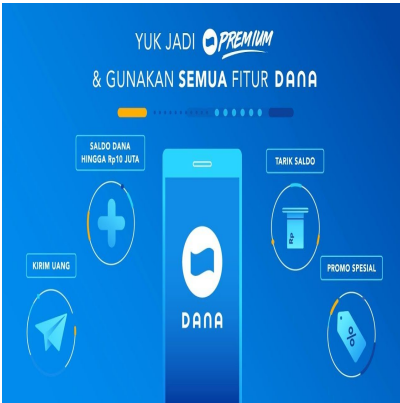 YUK JADI PREMIUM
& GUNAKAN SEMUA FITUR DANA
SALDO DANA
HINGGA Rp10 JUTA
TARIK SALDO
Rp
KIRIM UANG
PROMO SPESIAL
%
DANA